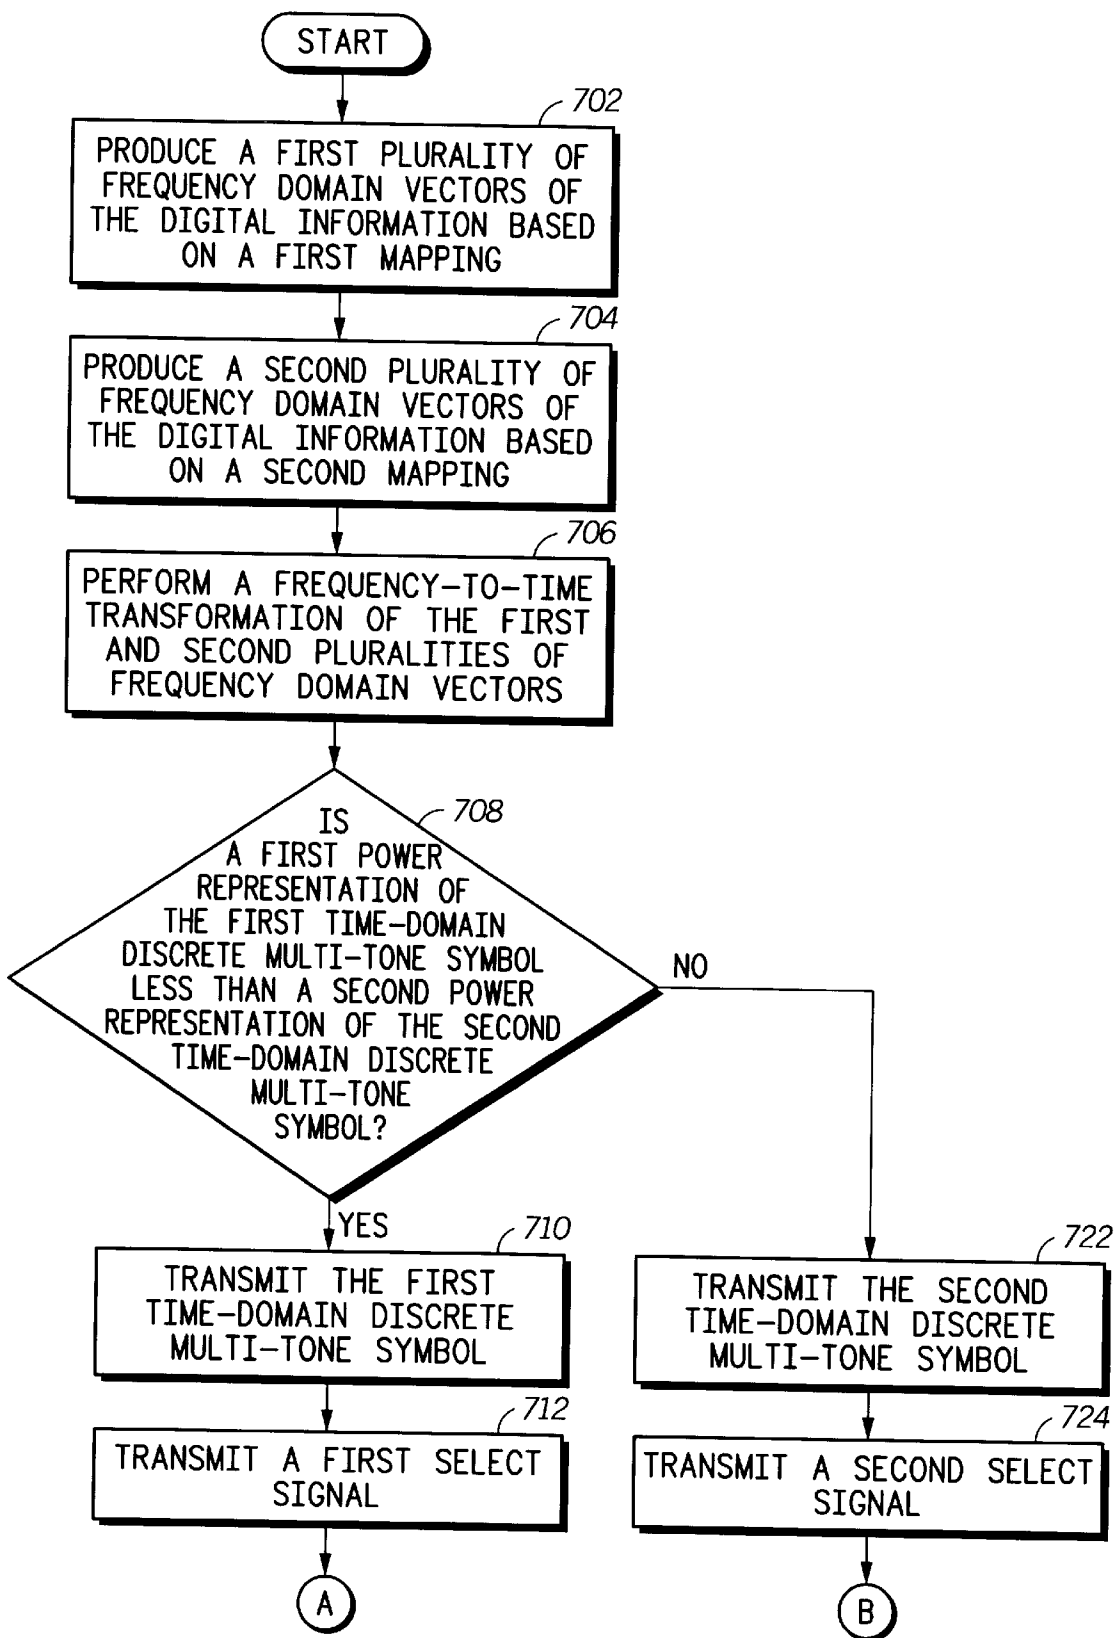 START
702
PRODUCE A FIRST PLURALITY OF
FREQUENCY DOMAIN VECTORS OF
THE DIGITAL INFORMATION BASED
ON A FIRST MAPPING
704
PRODUCE A SECOND PLURALITY OF
FREQUENCY DOMAIN VECTORS OF
THE DIGITAL INFORMATION BASED
ON A SECOND MAPPING
706
PERFORM A FREQUENCY-TO-TIME
TRANSFORMATION OF THE FIRST
AND SECOND PLURALITIES OF
FREQUENCY DOMAIN VECTORS
708
IS
A FIRST POWER
REPRESENTATION OF
THE FIRST TIME-DOMAIN
DISCRETE MULTI-TONE SYMBOL
LESS THAN A SECOND POWER
REPRESENTATION OF THE SECOND
TIME-DOMAIN DISCRETE
MULTI-TONE
SYMBOL?
NO
YES
710
TRANSMIT THE FIRST
TIME-DOMAIN DISCRETE
MULTI-TONE SYMBOL
712
TRANSMIT A FIRST SELECT
SIGNAL
A
722
TRANSMIT THE SECOND
TIME-DOMAIN DISCRETE
MULTI-TONE SYMBOL
724
TRANSMIT A SECOND SELECT
SIGNAL
B